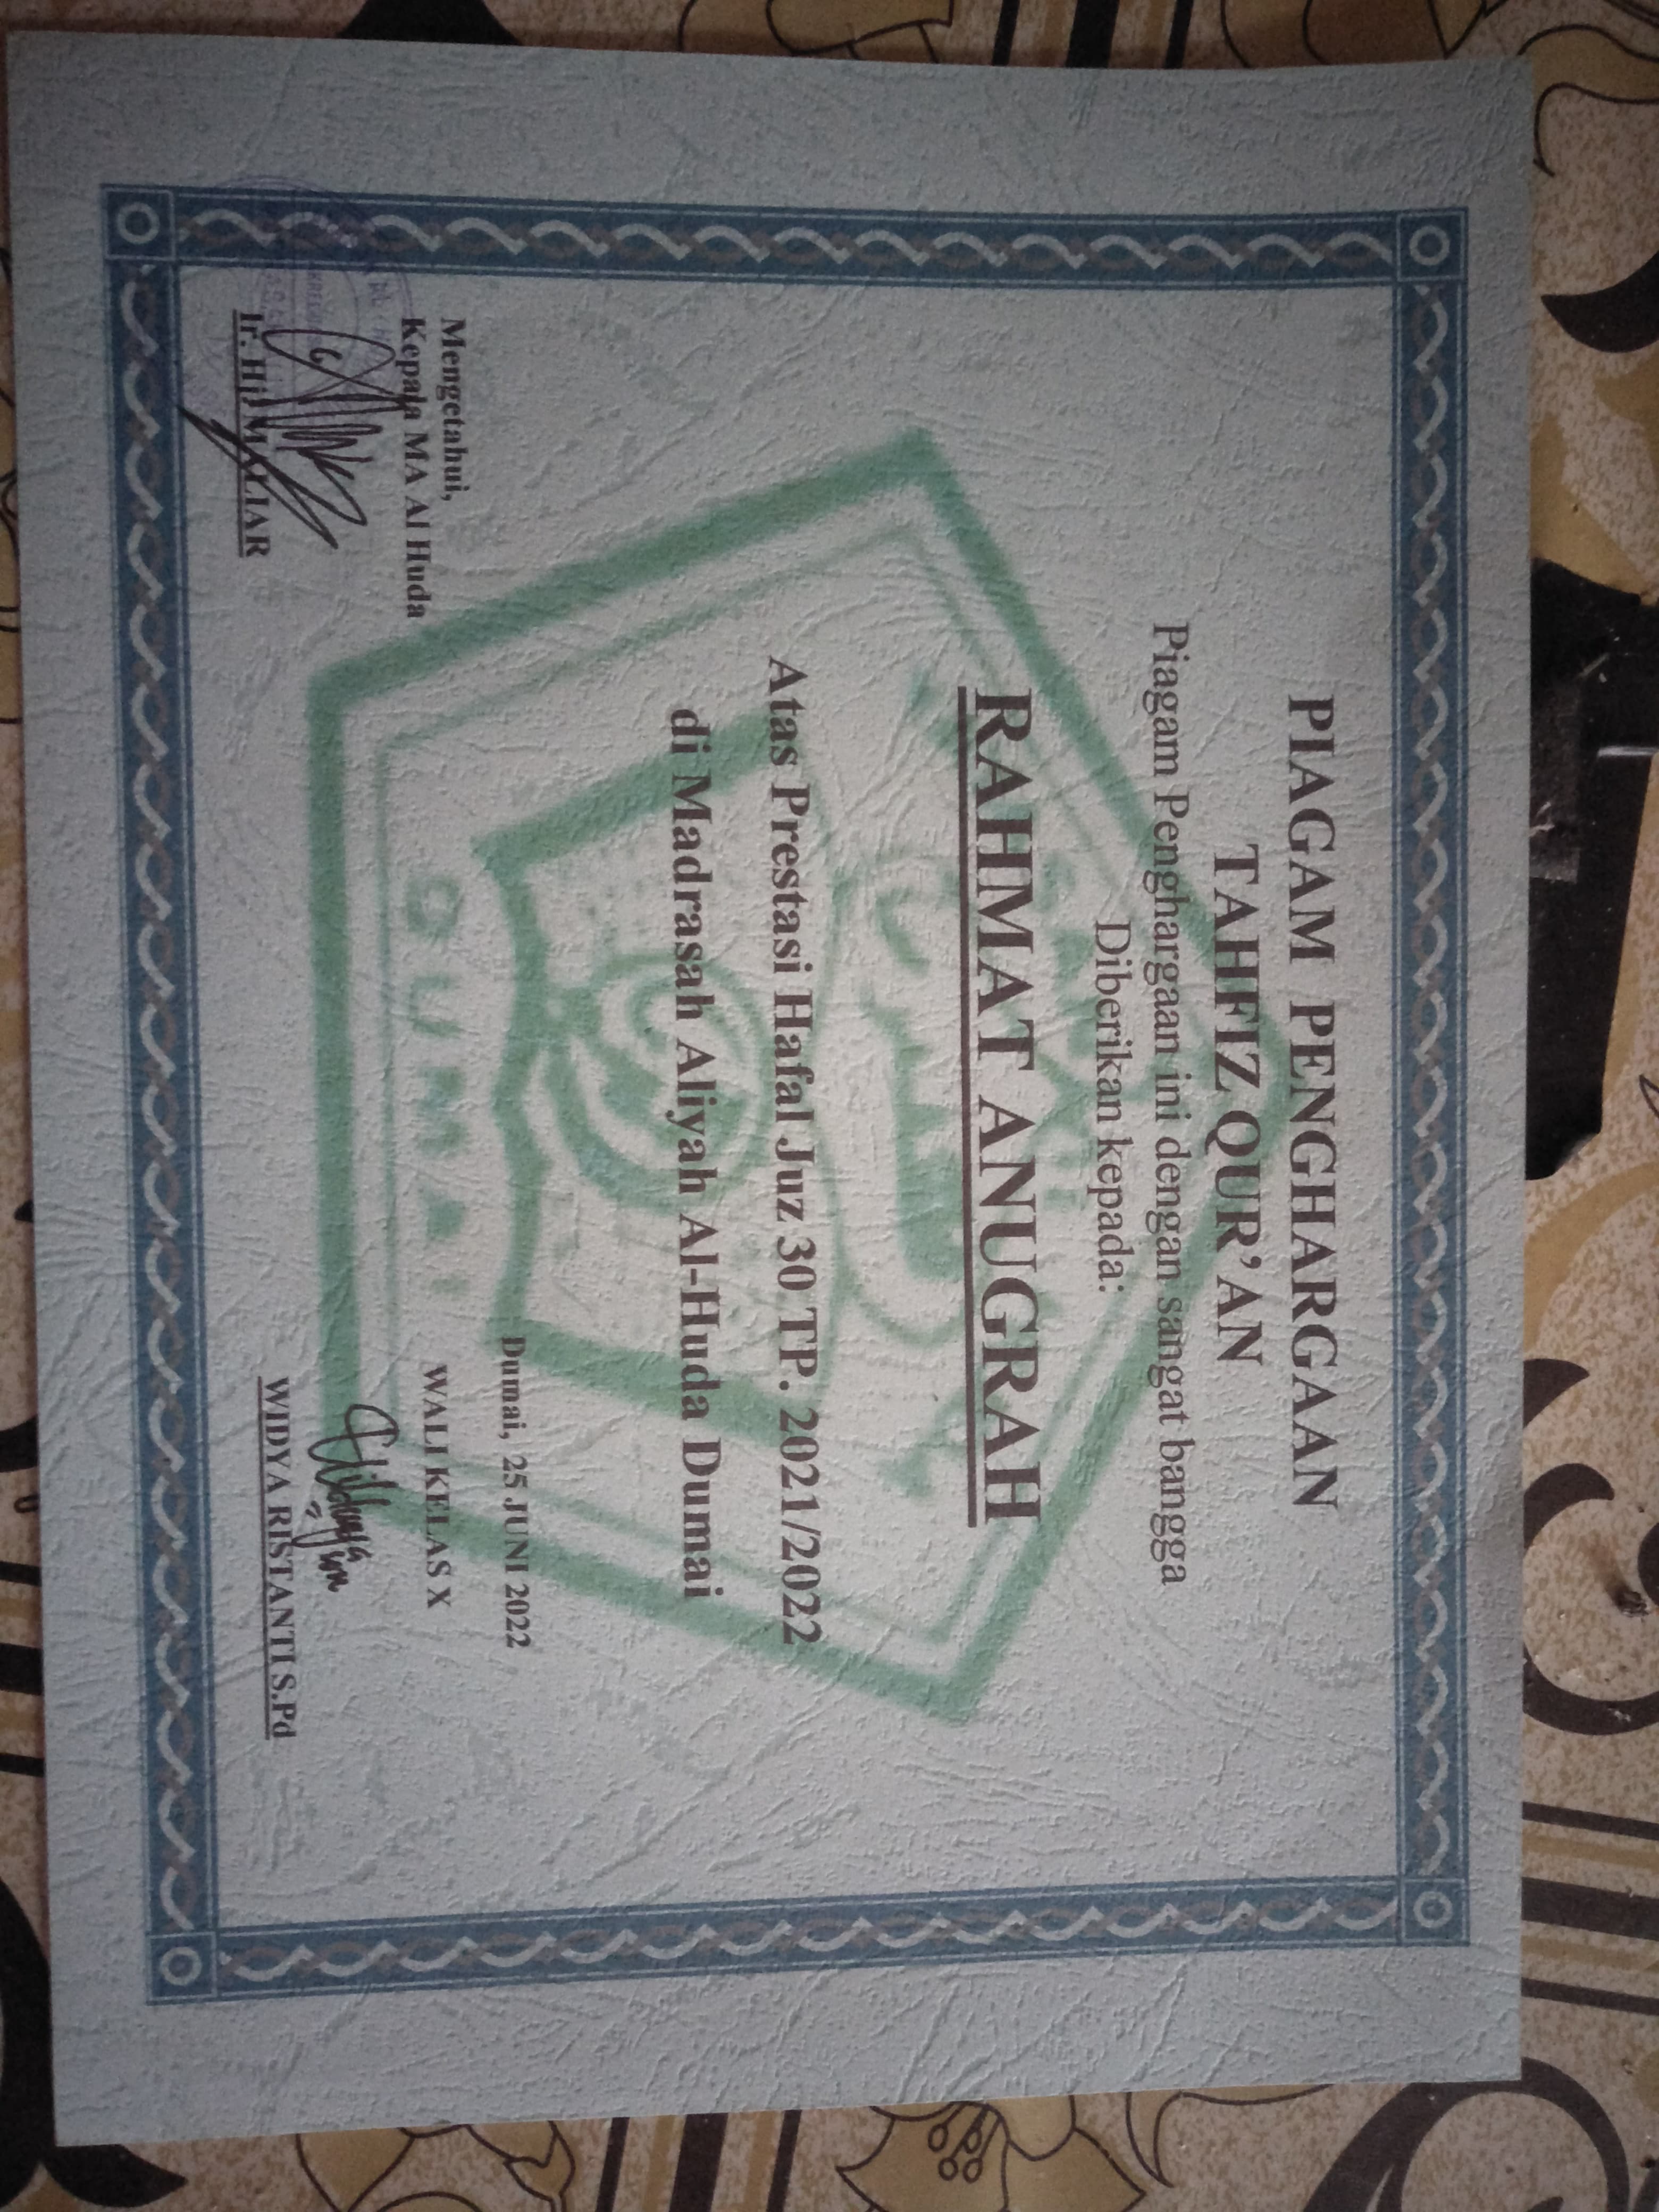 PIAGAM PENGHARGAAN
TAHFIZ QUR'AN
Piagam Penghargaan ini dengan sangat bangga
Diberikan kepada:
RAHMAT ANUGRAH
Atas Prestasi Hafal Juz 30 TP. 2021/2022
di Madrasah Aliyah Al-Huda Dumai
DUMAI
Dumai, 25 JUNI 2022
Mengetahui,
Kepala MA Al Huda
WALI KELAS X
Ir. Hj. MALIAR
WIDYA RISTANTI S.Pd